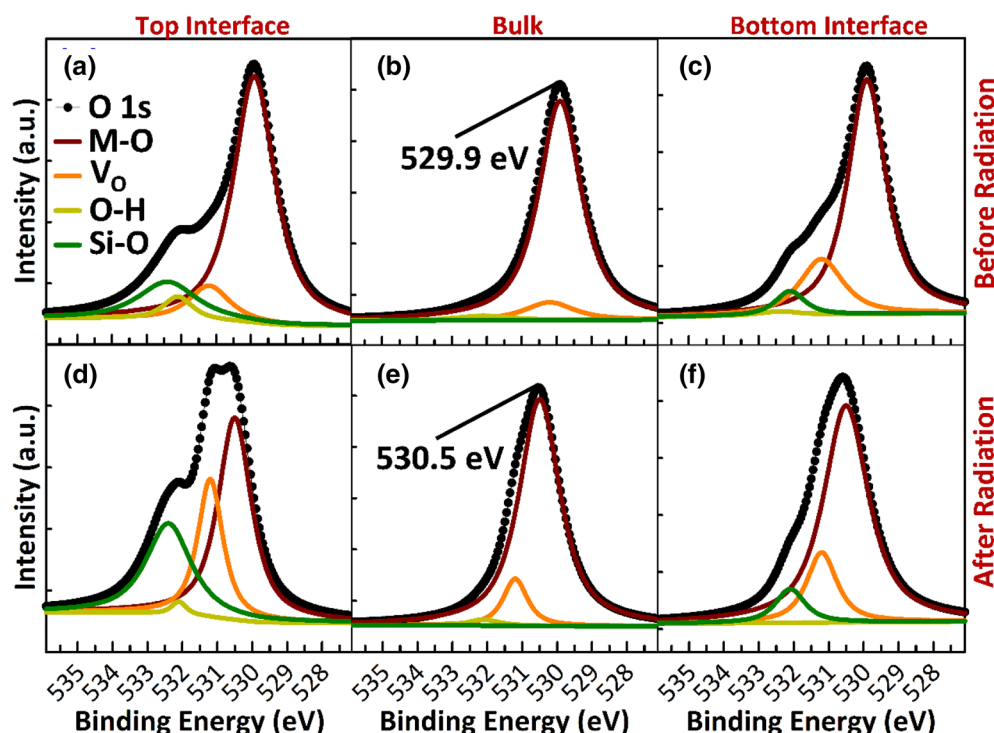 Top Interface
Bulk
Bottom Interface
(a)
(b)
(c)
O 1s
M-O
V_O
O-H
Si-O
529.9 eV
Intensity (a.u.)
Before Radiation
(d)
(e)
(f)
530.5 eV
Intensity (a.u.)
After Radiation
535 534 533 532 531 530 529 528
535 534 533 532 531 530 529 528
535 534 533 532 531 530 529 528
Binding Energy (eV)
Binding Energy (eV)
Binding Energy (eV)